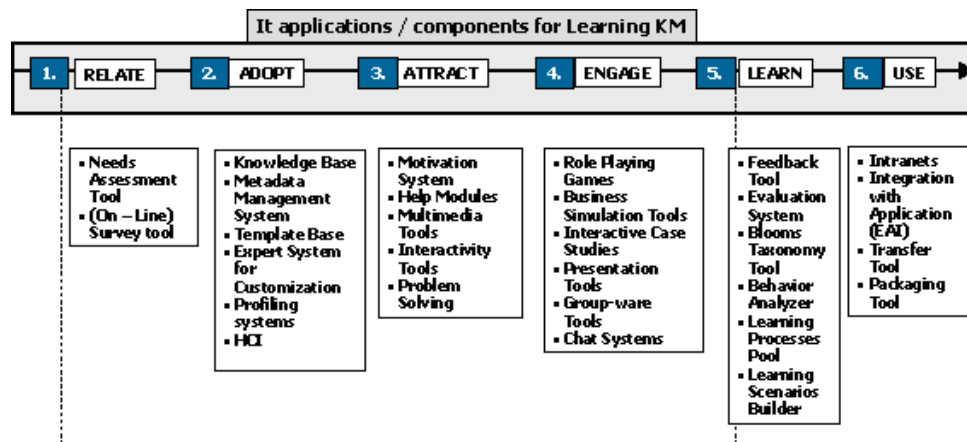 It applications / components for Learning KM
1. RELATE
2. ADOPT
3. ATTRACT
4. ENGAGE
5. LEARN
6. USE
▪ Needs
Assessment
Tool
▪ (On – Line)
Survey tool
▪ Knowledge Base
▪ Metadata
Management
System
▪ Template Base
▪ Expert System
for
Customization
▪ Profiling
systems
▪ HCI
▪ Motivation
System
▪ Help Modules
▪ Multimedia
Tools
▪ Interactivity
Tools
▪ Problem
Solving
▪ Role Playing
Games
▪ Business
Simulation Tools
▪ Interactive Case
Studies
▪ Presentation
Tools
▪ Group-ware
Tools
▪ Chat Systems
▪ Feedback
Tool
▪ Evaluation
System
▪ Blooms
Taxonomy
Tool
▪ Behavior
Analyzer
▪ Learning
Processes
Pool
▪ Learning
Scenarios
Builder
▪ Intranets
▪ Integration
with
Application
(EAI)
▪ Transfer
Tool
▪ Packaging
Tool